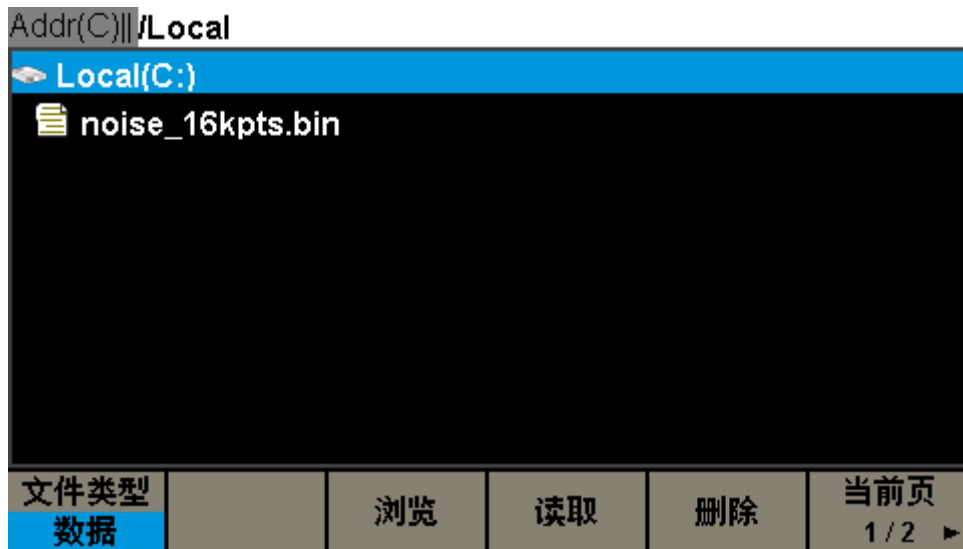 Addr(C)|| /Local
Local(C:)
noise_16kpts.bin
文件类型
数据
浏览
读取
删除
当前页
1/2 ►